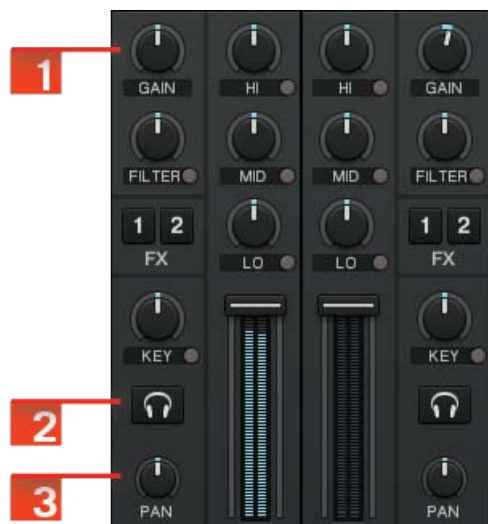 1
GAIN HI HI GAIN
FILTER MID MID FILTER
1 2 1 2
FX LO LO FX
KEY KEY
2
3
PAN PAN